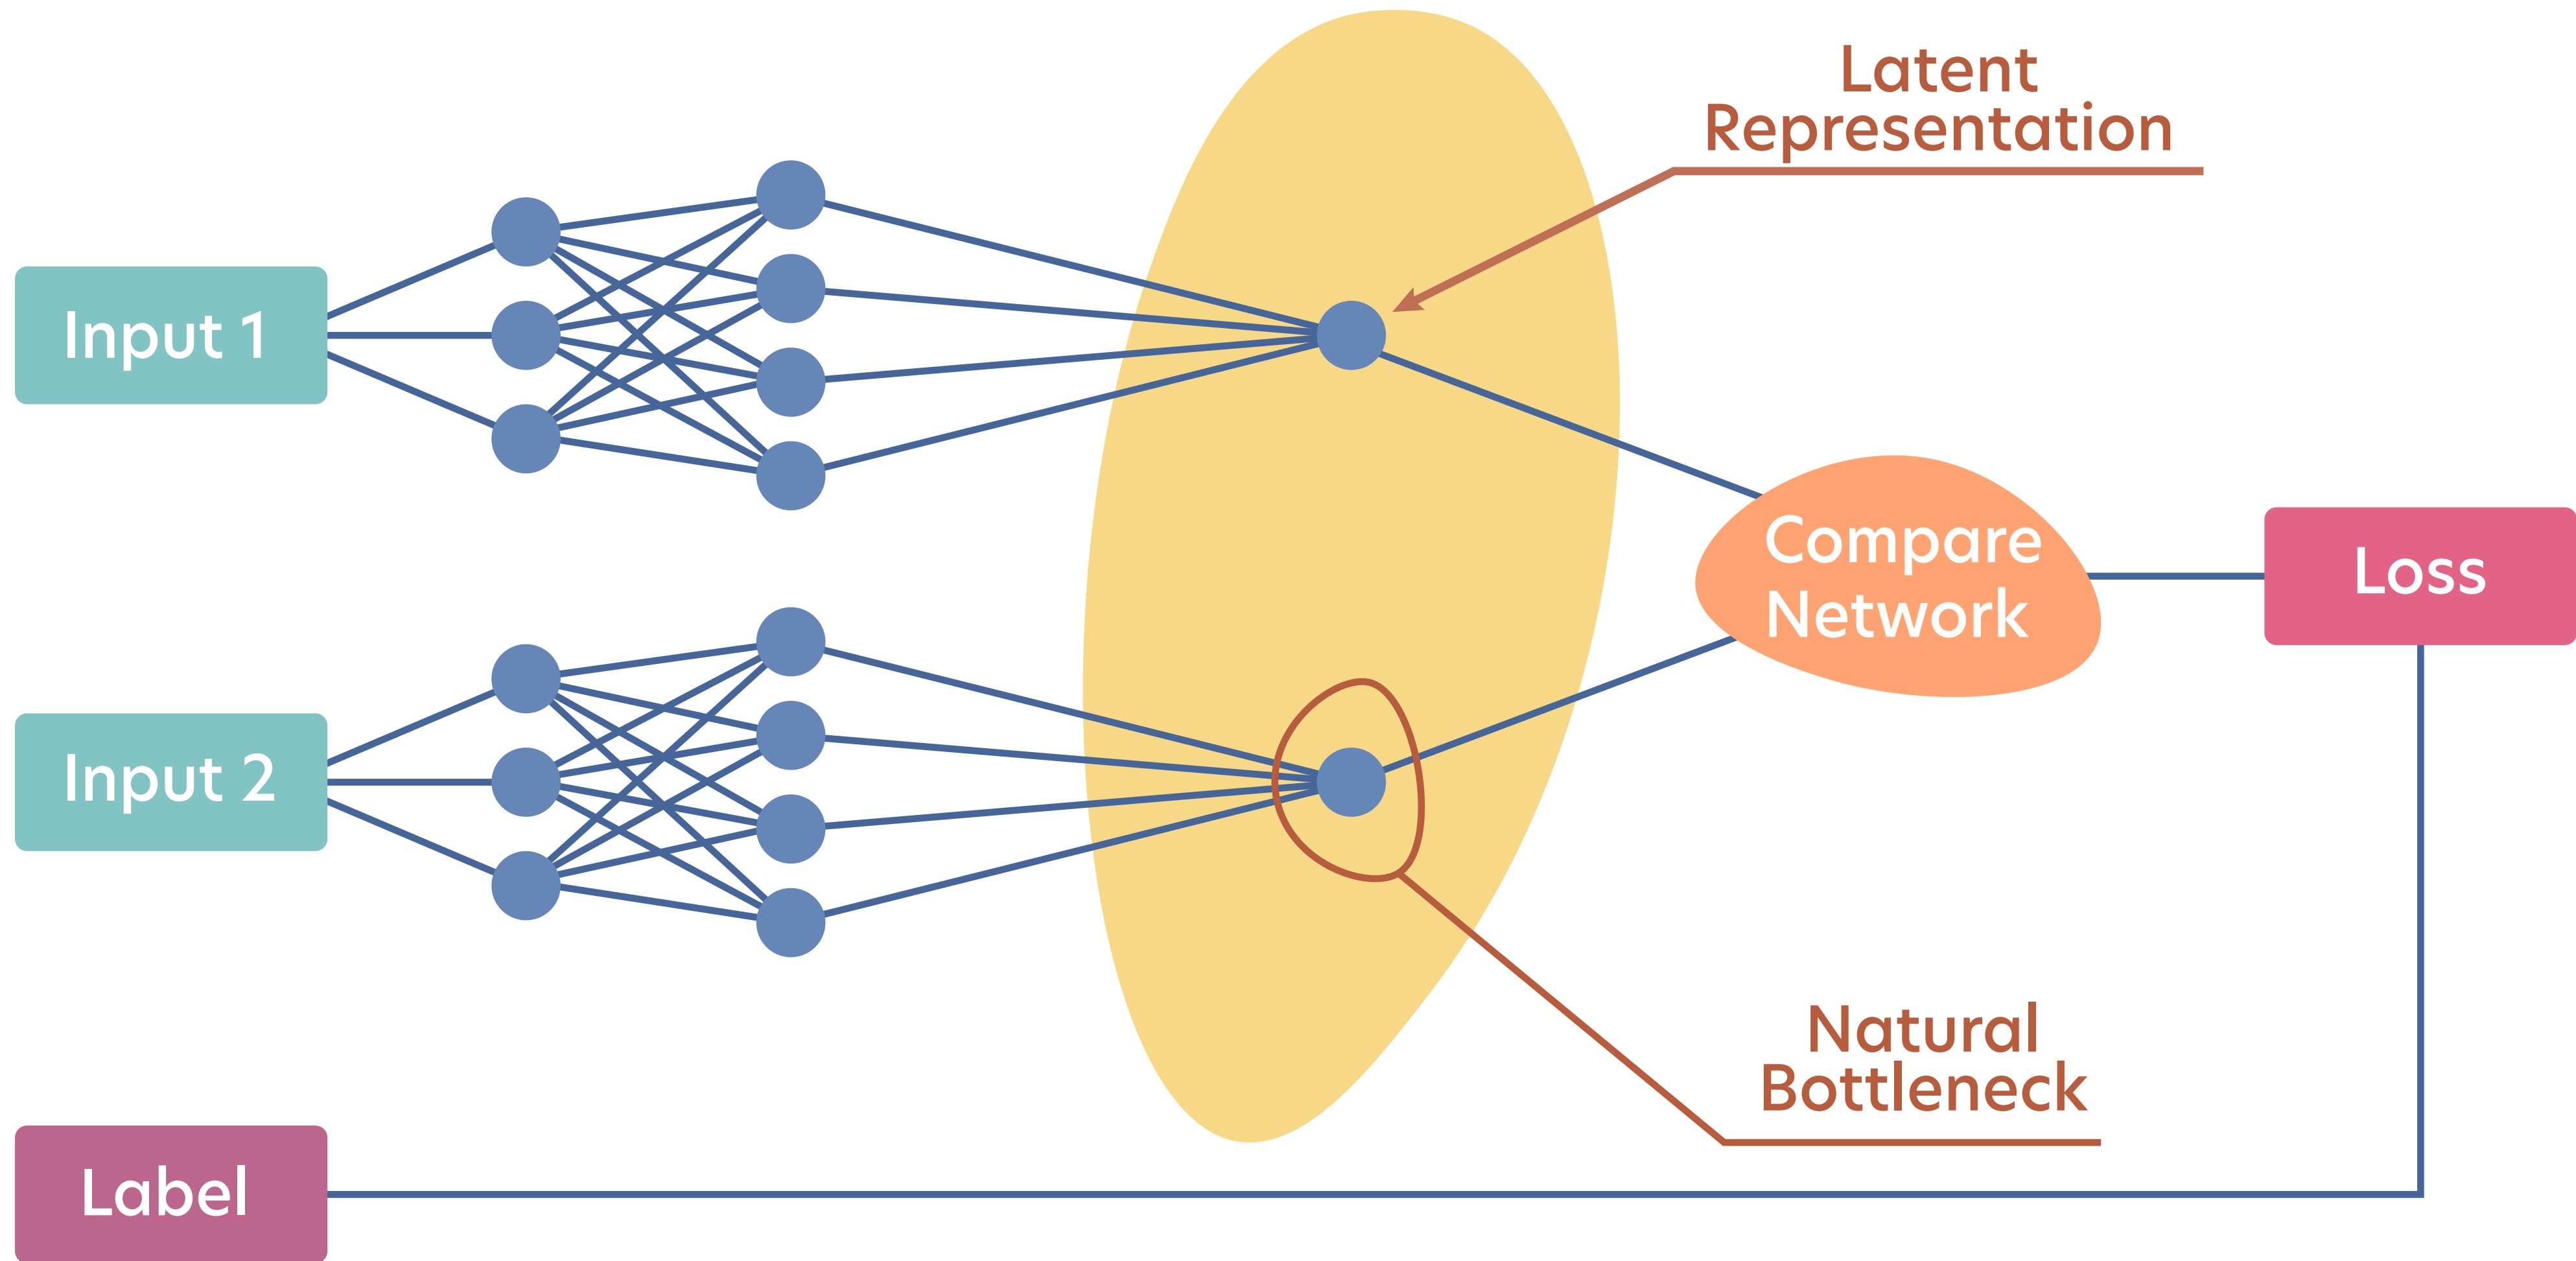 Latent
Representation
Input 1
Compare
Network
Loss
Input 2
Natural
Bottleneck
Label